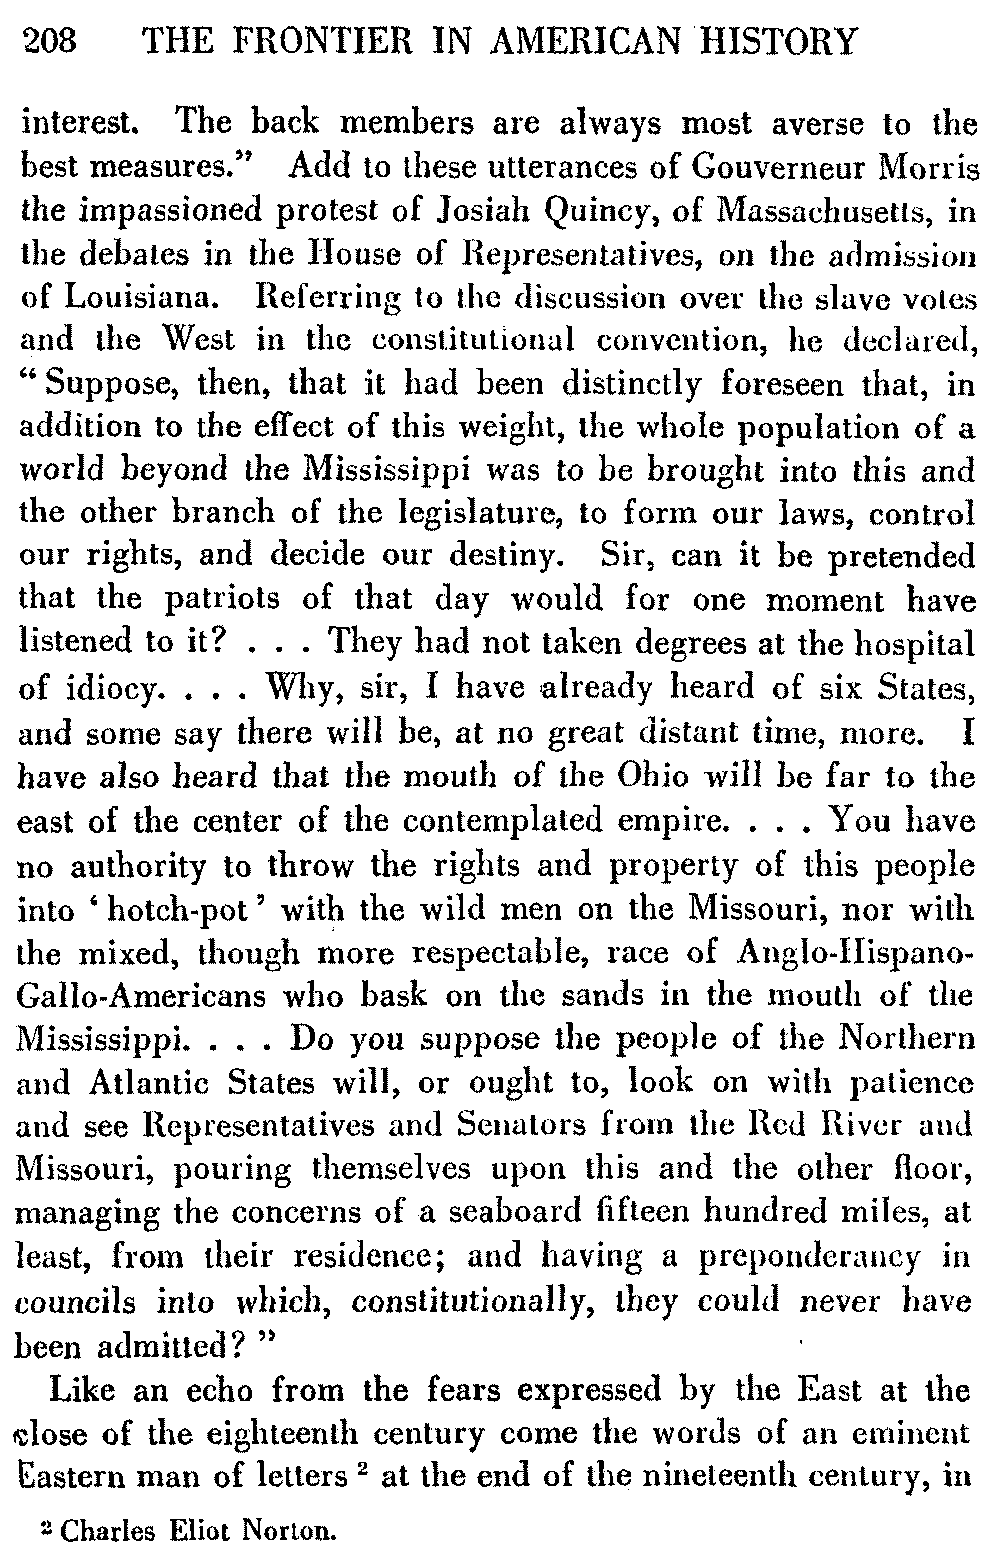 208 THE FRONTIER IN AMERICAN HISTORY
interest. The back members are always most averse to the
best measures." Add to these utterances of Gouverneur Morris
the impassioned protest of Josiah Quincy, of Massachusetts, in
the debates in the House of Representatives, on the admission
of Louisiana. Referring to the discussion over the slave votes
and the West in the constitutional convention, he declared,
"Suppose, then, that it had been distinctly foreseen that, in
addition to the effect of this weight, the whole population of a
world beyond the Mississippi was to be brought into this and
the other branch of the legislature, to form our laws, control
our rights, and decide our destiny. Sir, can it be pretended
that the patriots of that day would for one moment have
listened to it? . . . They had not taken degrees at the hospital
of idiocy. . . . Why, sir, I have already heard of six States,
and some say there will be, at no great distant time, more. I
have also heard that the mouth of the Ohio will be far to the
east of the center of the contemplated empire. . . . You have
no authority to throw the rights and property of this people
into 'hotch-pot' with the wild men on the Missouri, nor with
the mixed, though more respectable, race of Anglo-Hispano-
Gallo-Americans who bask on the sands in the mouth of the
Mississippi. . . . Do you suppose the people of the Northern
and Atlantic States will, or ought to, look on with patience
and see Representatives and Senators from the Red River and
Missouri, pouring themselves upon this and the other floor,
managing the concerns of a seaboard fifteen hundred miles, at
least, from their residence; and having a preponderancy in
councils into which, constitutionally, they could never have
been admitted?"
Like an echo from the fears expressed by the East at the
close of the eighteenth century come the words of an eminent
Eastern man of letters ² at the end of the nineteenth century, in
² Charles Eliot Norton.